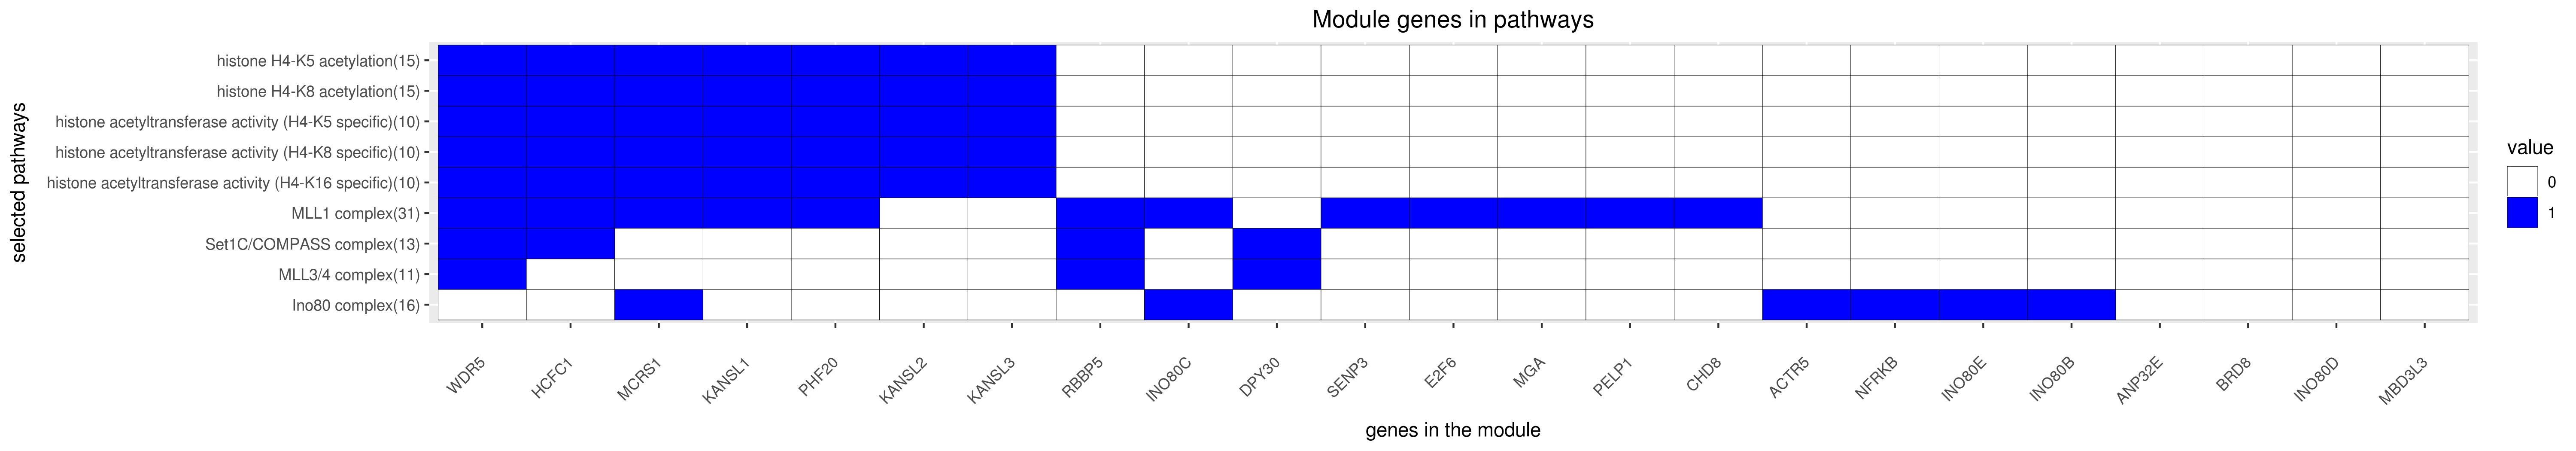 Module genes in pathways
selected pathways
histone H4-K5 acetylation(15)
histone H4-K8 acetylation(15)
histone acetyltransferase activity (H4-K5 specific)(10)
histone acetyltransferase activity (H4-K8 specific)(10)
histone acetyltransferase activity (H4-K16 specific)(10)
MLL1 complex(31)
Set1C/COMPASS complex(13)
MLL3/4 complex(11)
Ino80 complex(16)
WDR5
HCFC1
MCRS1
KANSL1
PHF20
KANSL2
KANSL3
RBBP5
INO80C
DPY30
SENP3
E2F6
MGA
PELP1
CHD8
ACTR5
NFRKB
INO80E
INO80B
ANP32E
BRD8
INO80D
MBD3L3
genes in the module
value
0
1